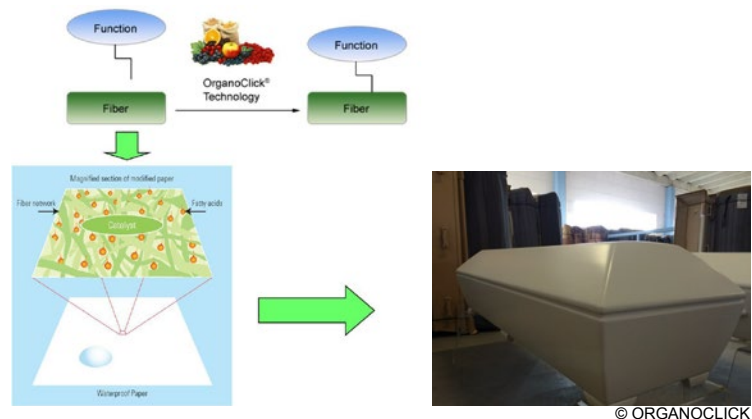 Function
Function
OrganoClick®
Technology
Fiber
Fiber
Magnified section of modified paper
Fiber network
Fatty acids
Catalyst
Waterproof Paper
© ORGANOCLICK